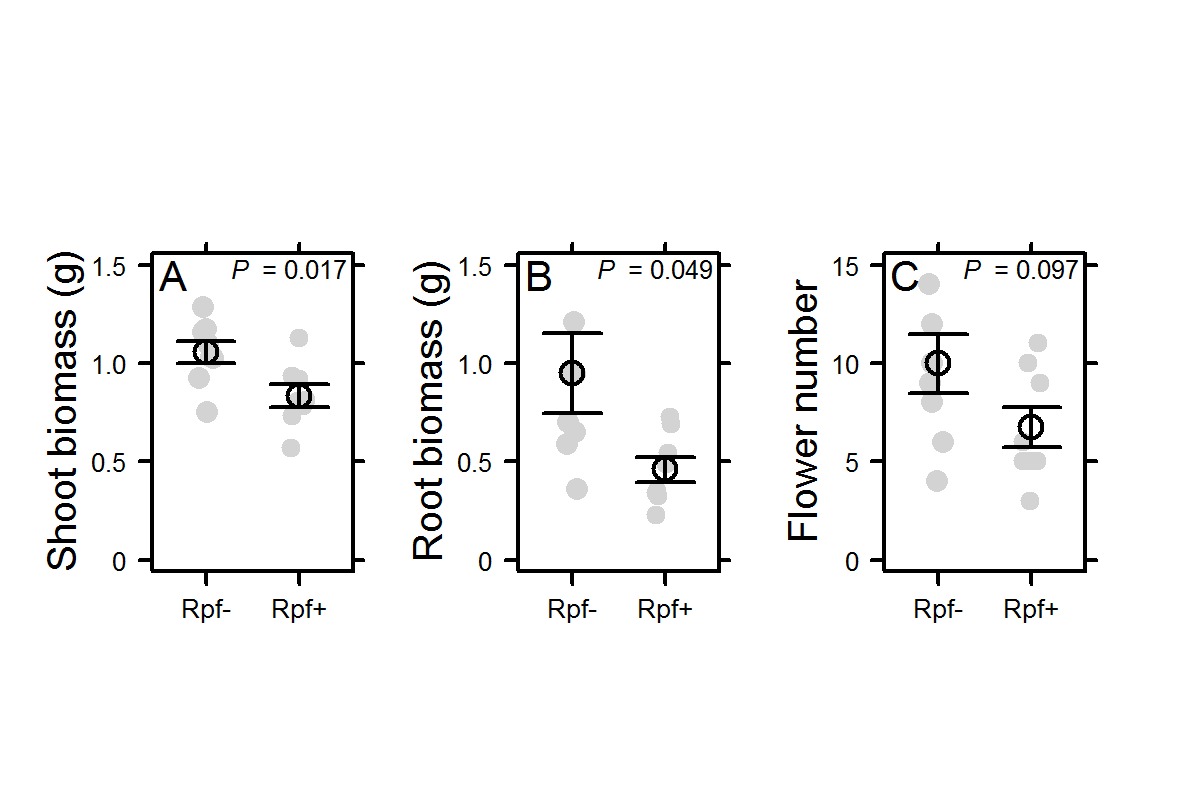 Shoot biomass (g)
1.5
1.0
0.5
0
A
P = 0.017
Rpf-
Rpf+
Root biomass (g)
1.5
1.0
0.5
0
B
P = 0.049
Rpf-
Rpf+
Flower number
15
10
5
0
C
P = 0.097
Rpf-
Rpf+